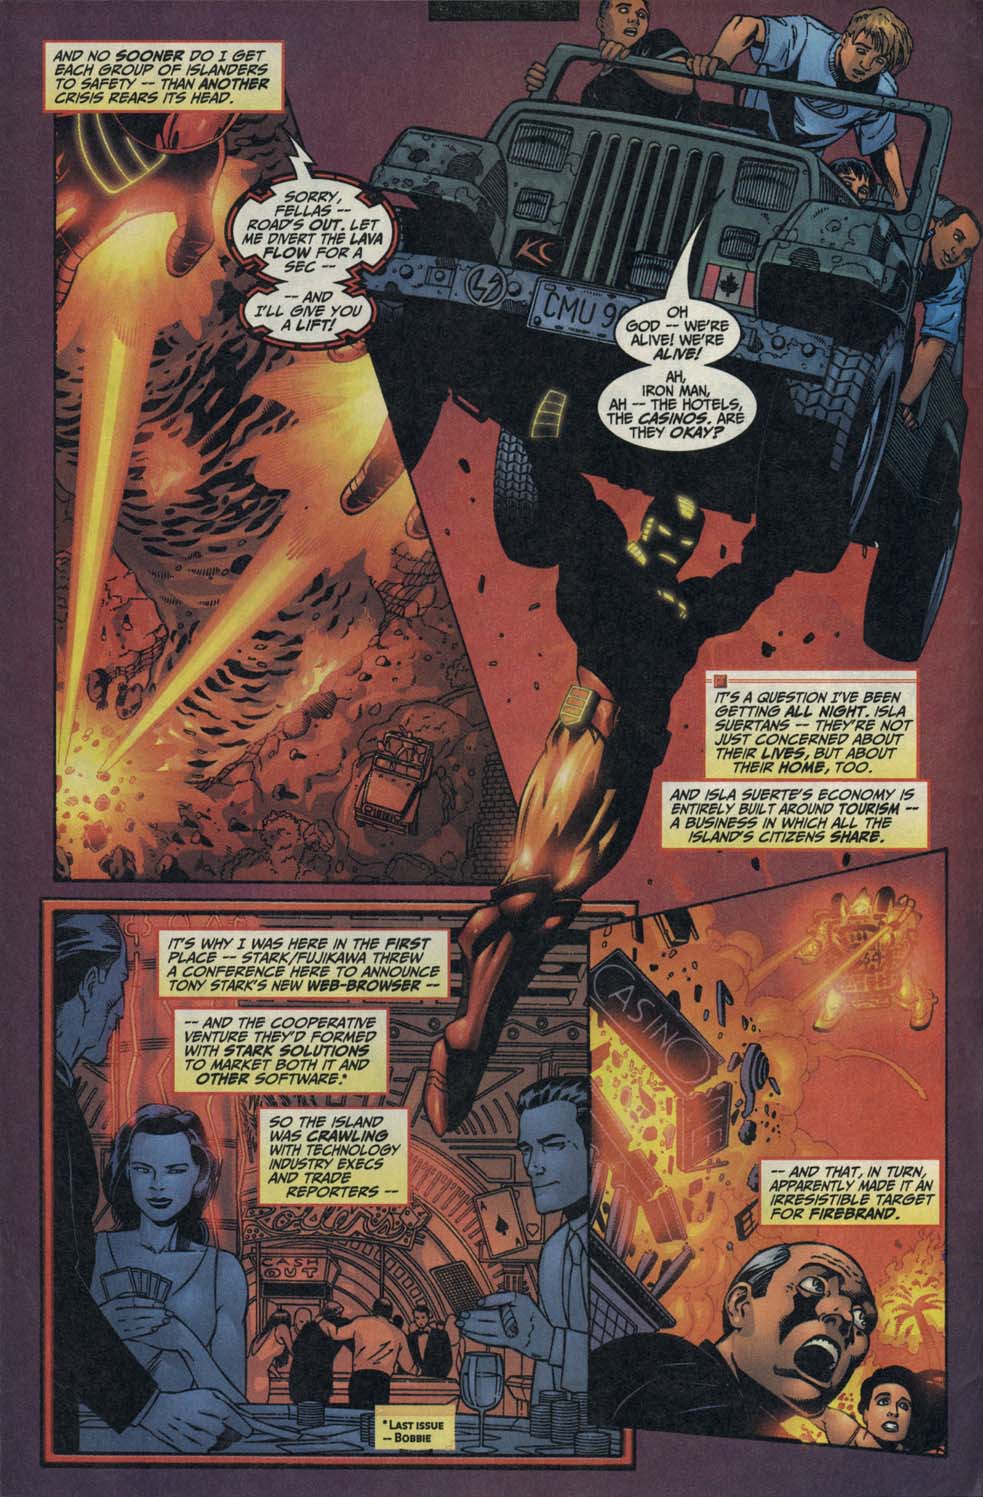 AND NO SOONER DO I GET
EACH GROUP OF ISLANDERS
TO SAFETY -- THAN ANOTHER
CRISIS REARS ITS HEAD.
SORRY,
FELLAS --
ROAD'S OUT. LET
ME DIVERT THE LAVA
FLOW FOR A
SEC --
-- AND
I'LL GIVE YOU
A LIFT!
KC
CMU 9
OH
GOD -- WE'RE
ALIVE! WE'RE
ALIVE!
AH,
IRON MAN,
AH -- THE HOTELS,
THE CASINOS. ARE
THEY OKAY?
IT'S A QUESTION I'VE BEEN
GETTING ALL NIGHT. ISLA
SUERTANS -- THEY'RE NOT
JUST CONCERNED ABOUT
THEIR LIVES, BUT ABOUT
THEIR HOME, TOO.
AND ISLA SUERTE'S ECONOMY IS
ENTIRELY BUILT AROUND TOURISM --
A BUSINESS IN WHICH ALL THE
ISLAND'S CITIZENS SHARE.
IT'S WHY I WAS HERE IN THE FIRST
PLACE -- STARK/FUJIKAWA THREW
A CONFERENCE HERE TO ANNOUNCE
TONY STARK'S NEW WEB-BROWSER --
-- AND THE COOPERATIVE
VENTURE THEY'D FORMED
WITH STARK SOLUTIONS
TO MARKET BOTH IT AND
OTHER SOFTWARE.*
SO THE ISLAND
WAS CRAWLING
WITH TECHNOLOGY
INDUSTRY EXECS
AND TRADE
REPORTERS --
CASH
OUT
A
*LAST ISSUE
-- BOBBIE
CASINO
-- AND THAT, IN TURN,
APPARENTLY MADE IT AN
IRRESISTIBLE TARGET
FOR FIREBRAND.